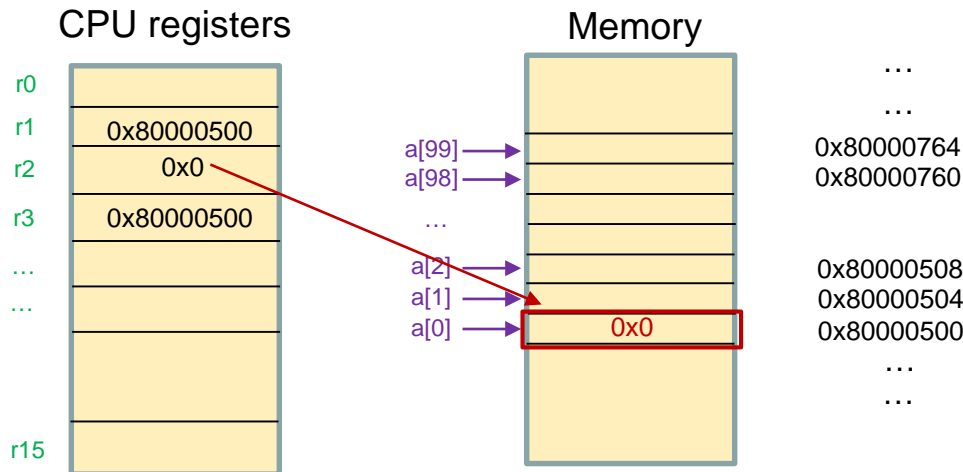 CPU registers
r0
r1
0x80000500
r2
0x0
r3
0x80000500
…
…
r15
Memory
a[99]
a[98]
…
a[2]
a[1]
a[0]
0x0
…
…
0x80000764
0x80000760
0x80000508
0x80000504
0x80000500
…
…